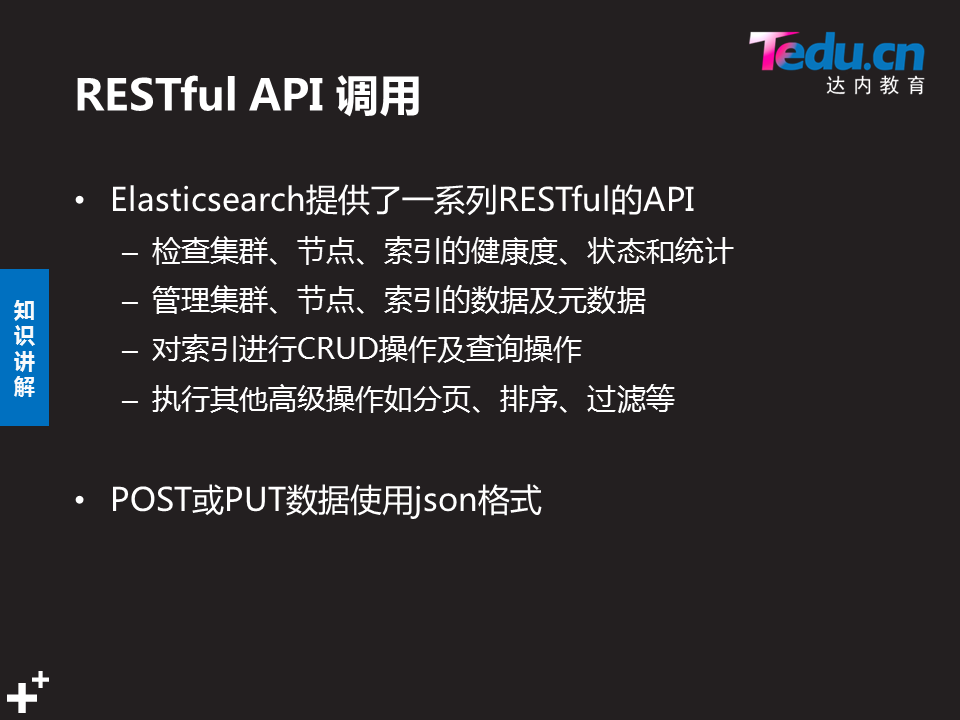 Tedu.cn
达内教育
RESTful API 调用
• Elasticsearch提供了一系列RESTful的API
– 检查集群、节点、索引的健康度、状态和统计
– 管理集群、节点、索引的数据及元数据
– 对索引进行CRUD操作及查询操作
– 执行其他高级操作如分页、排序、过滤等
• POST或PUT数据使用json格式
知
识
讲
解